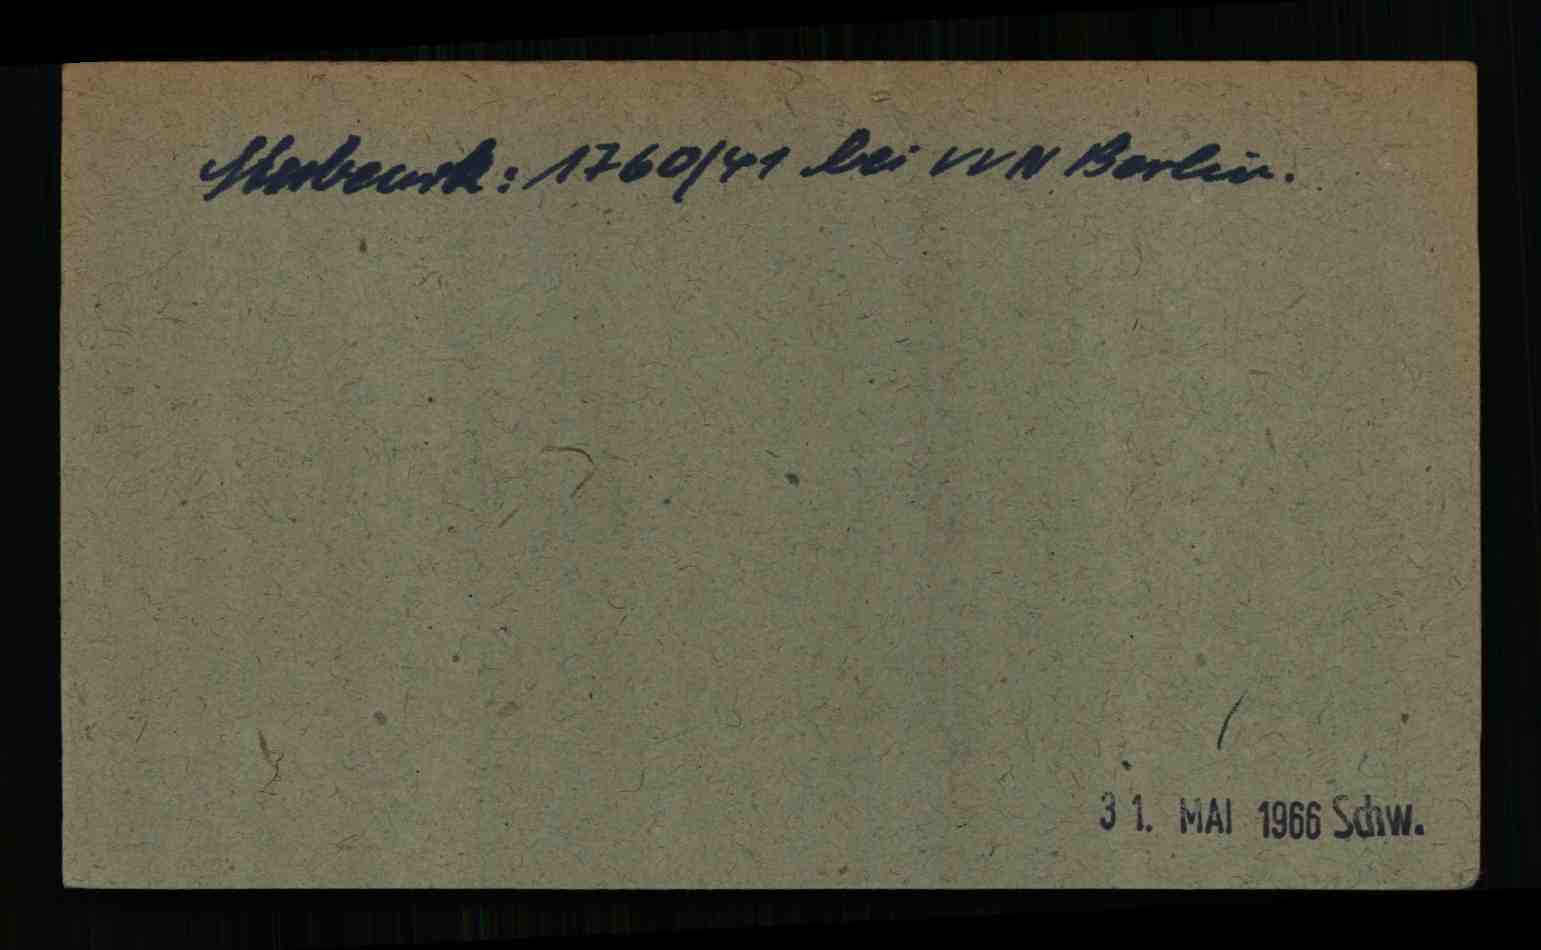 Sterbeurk: 1760/41 bei VVN Berlin.
31. MAI 1966 Schw.